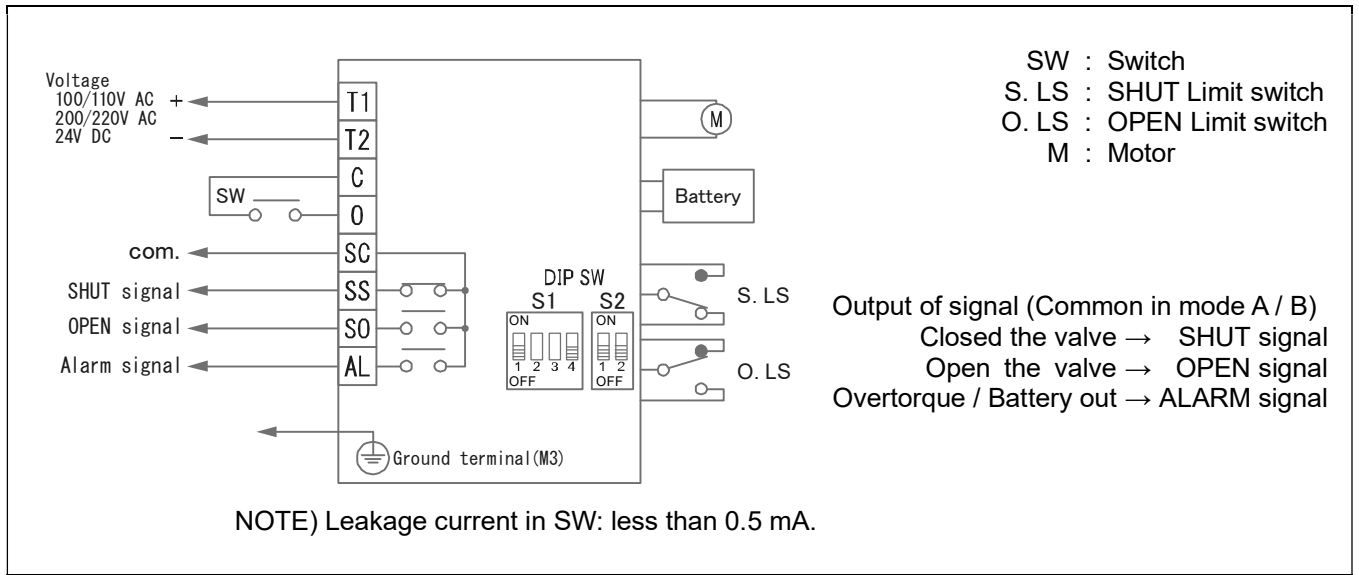 Voltage
100/110V AC +
200/220V AC
24V DC −
T1
T2
C
SW
O
com.
SC
SHUT signal
SS
OPEN signal
SO
Alarm signal
AL
Ground terminal(M3)
DIP SW
S1 S2
ON ON
1 2 3 4 1 2
OFF OFF
M
Battery
S. LS
O. LS
SW : Switch
S. LS : SHUT Limit switch
O. LS : OPEN Limit switch
M : Motor
Output of signal (Common in mode A / B)
Closed the valve → SHUT signal
Open the valve → OPEN signal
Overtorque / Battery out → ALARM signal
NOTE) Leakage current in SW: less than 0.5 mA.